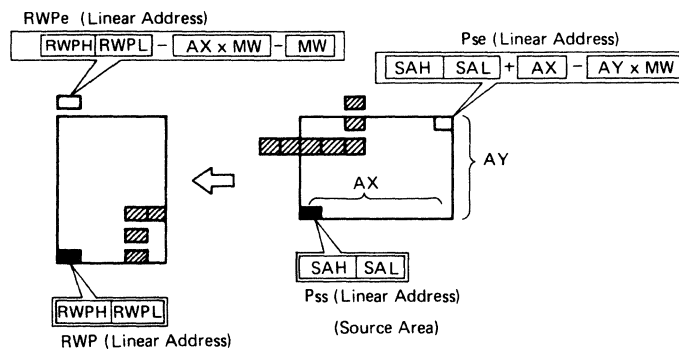 RWPe (Linear Address)
RWPH RWPL − AX x MW − MW
Pse (Linear Address)
SAH SAL + AX − AY x MW
AX
AY
SAH SAL
Pss (Linear Address)
(Source Area)
RWPH RWPL
RWP (Linear Address)